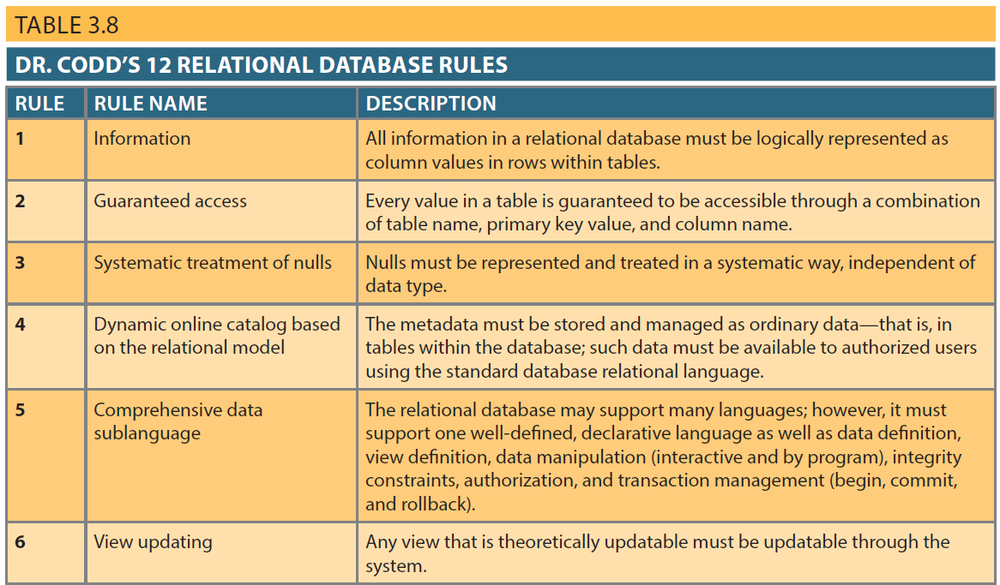 TABLE 3.8
DR. CODD'S 12 RELATIONAL DATABASE RULES
RULE RULE NAME DESCRIPTION
1 Information All information in a relational database must be logically represented as
column values in rows within tables.
2 Guaranteed access Every value in a table is guaranteed to be accessible through a combination
of table name, primary key value, and column name.
3 Systematic treatment of nulls Nulls must be represented and treated in a systematic way, independent of
data type.
4 Dynamic online catalog based The metadata must be stored and managed as ordinary data—that is, in
on the relational model tables within the database; such data must be available to authorized users
using the standard database relational language.
5 Comprehensive data The relational database may support many languages; however, it must
sublanguage support one well-defined, declarative language as well as data definition,
view definition, data manipulation (interactive and by program), integrity
constraints, authorization, and transaction management (begin, commit,
and rollback).
6 View updating Any view that is theoretically updatable must be updatable through the
system.